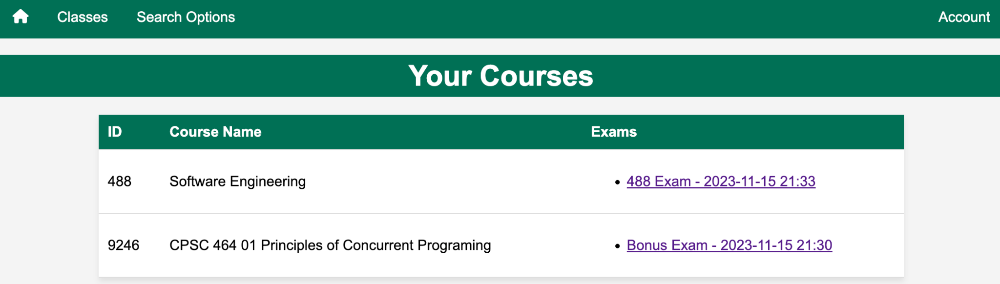 Classes Search Options Account
Your Courses
ID Course Name Exams
488 Software Engineering • 488 Exam - 2023-11-15 21:33
9246 CPSC 464 01 Principles of Concurrent Programing • Bonus Exam - 2023-11-15 21:30